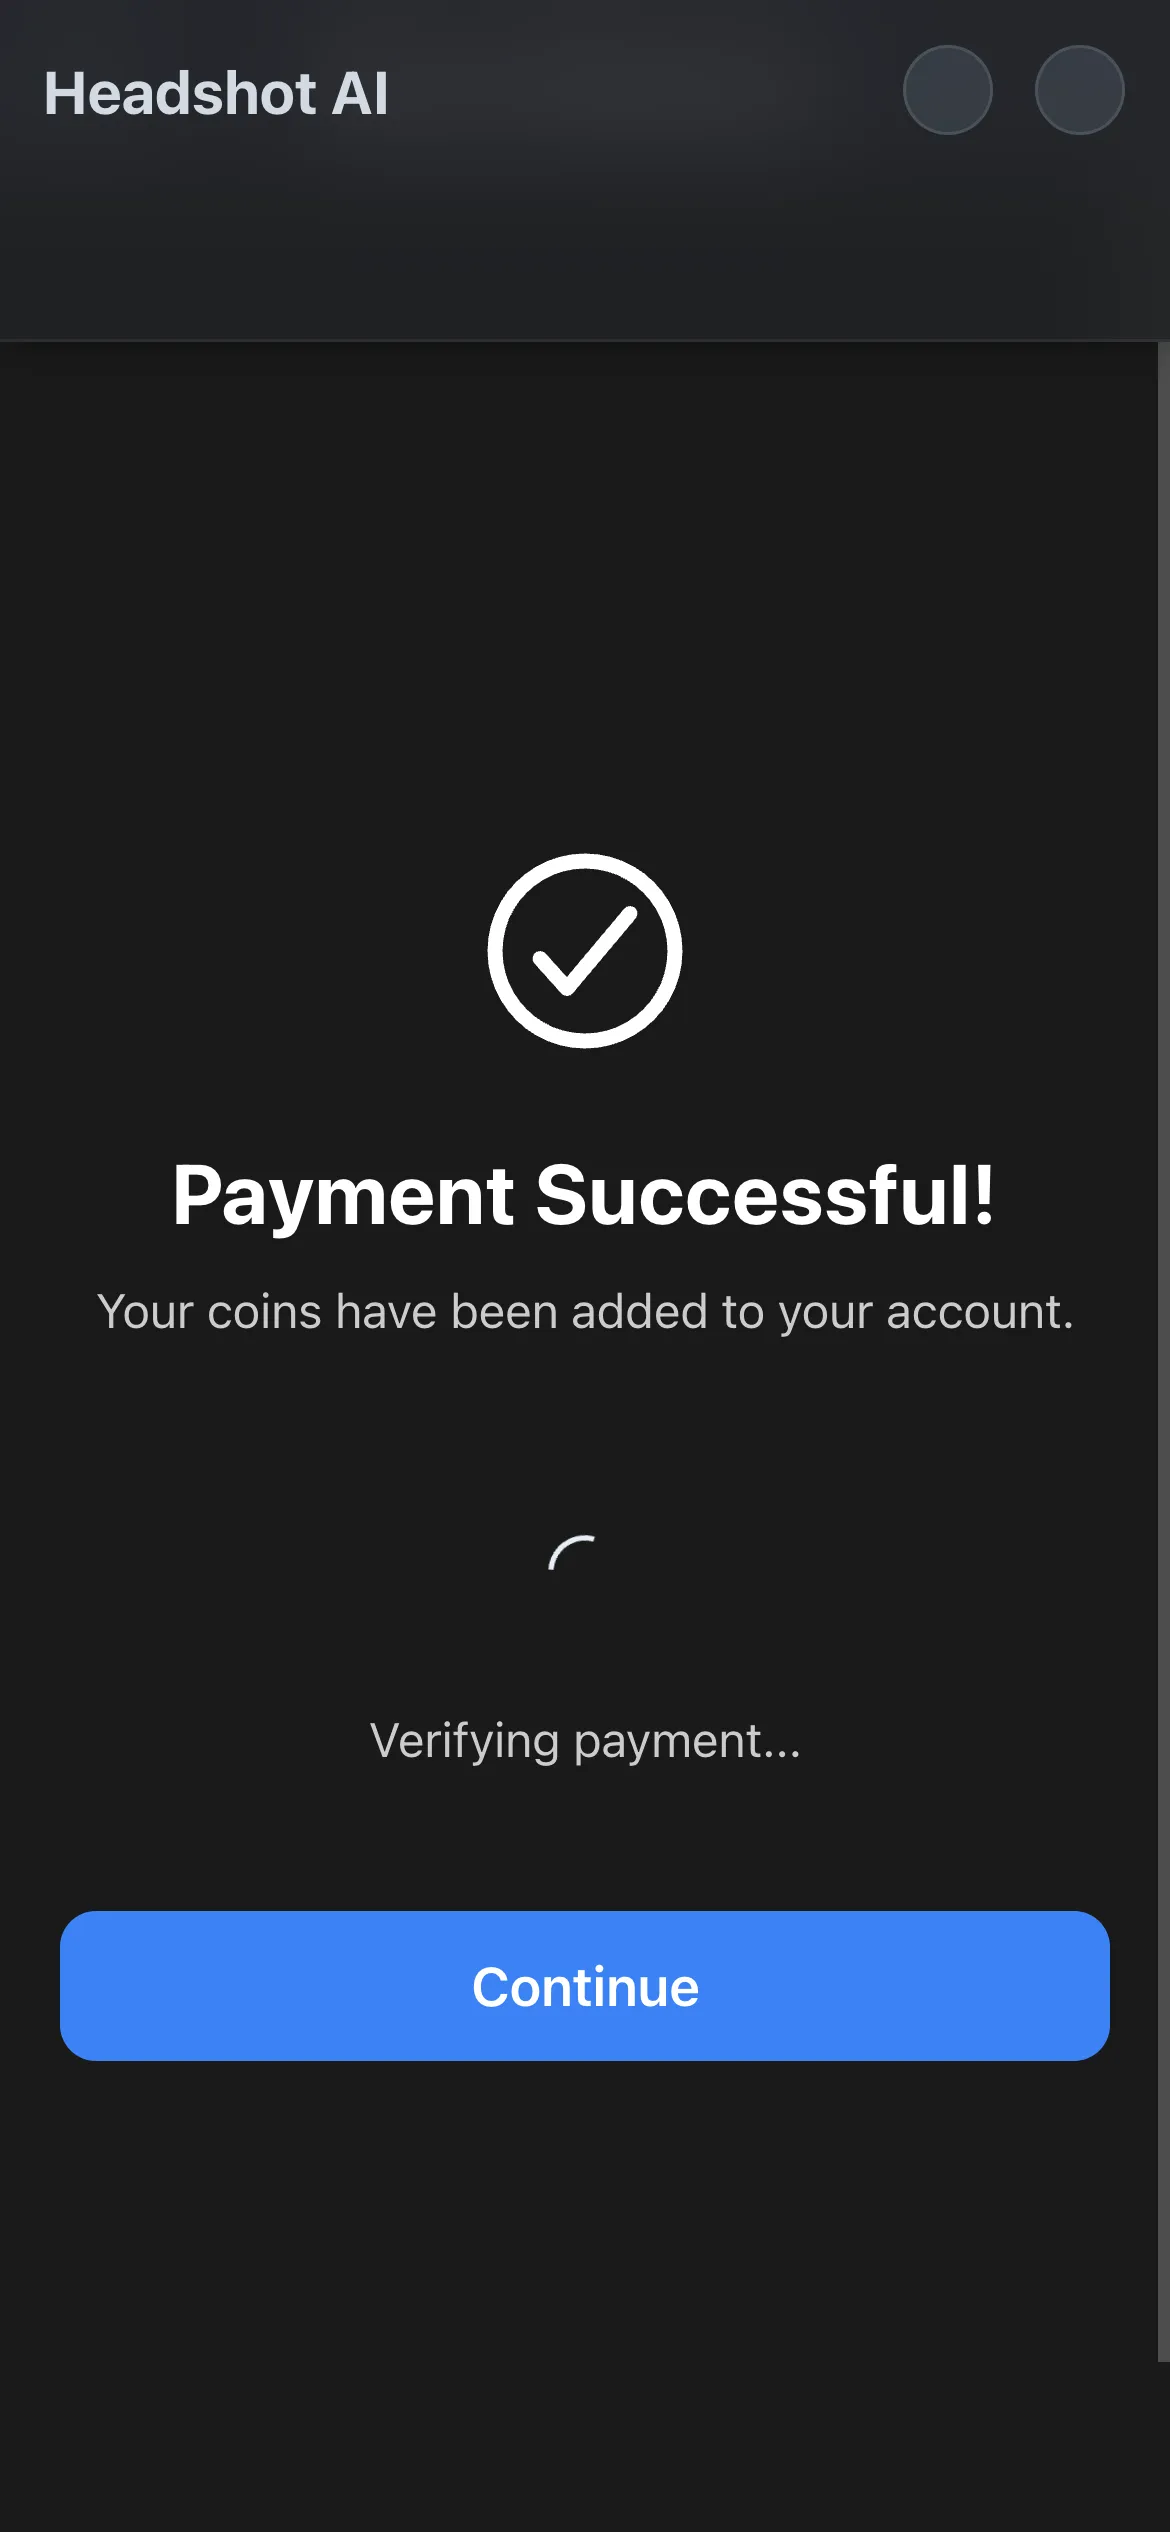 Headshot AI
Payment Successful!
Your coins have been added to your account.
Verifying payment...
Continue